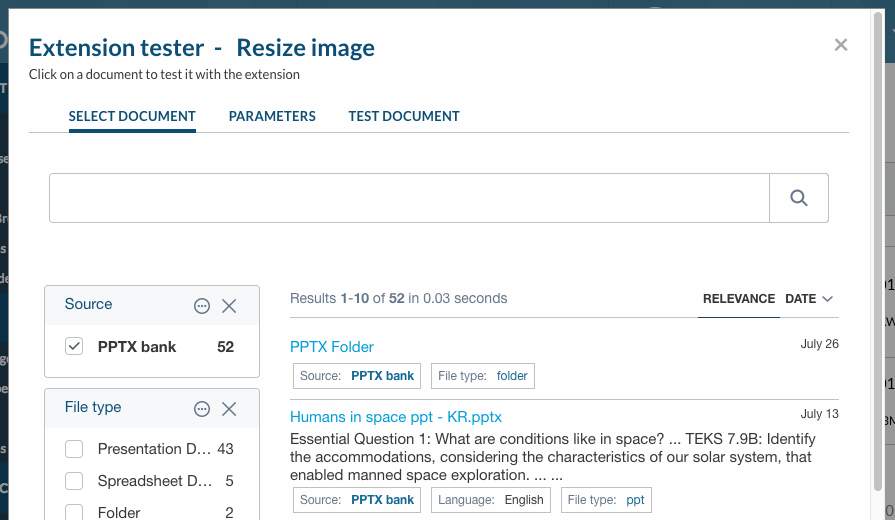 Extension tester - Resize image
Click on a document to test it with the extension
SELECT DOCUMENT PARAMETERS TEST DOCUMENT
Source
PPTX bank 52
File type
Presentation D... 43
Spreadsheet D... 5
Folder 2
Results 1-10 of 52 in 0.03 seconds
RELEVANCE DATE
PPTX Folder
July 26
Source: PPTX bank File type: folder
Humans in space ppt - KR.pptx
July 13
Essential Question 1: What are conditions like in space? ... TEKS 7.9B: Identify
the accommodations, considering the characteristics of our solar system, that
enabled manned space exploration. ... ...
Source: PPTX bank Language: English File type: ppt